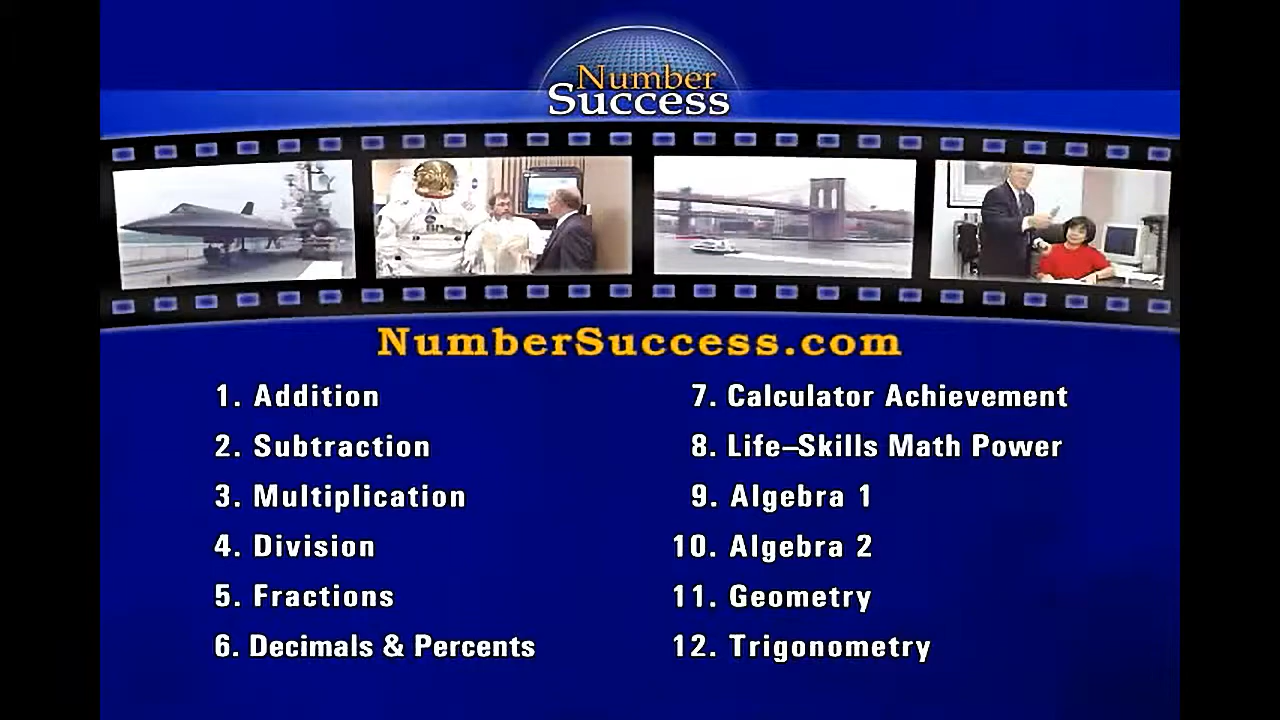 Number
Success
NumberSuccess.com
1. Addition
2. Subtraction
3. Multiplication
4. Division
5. Fractions
6. Decimals & Percents
7. Calculator Achievement
8. Life–Skills Math Power
9. Algebra 1
10. Algebra 2
11. Geometry
12. Trigonometry